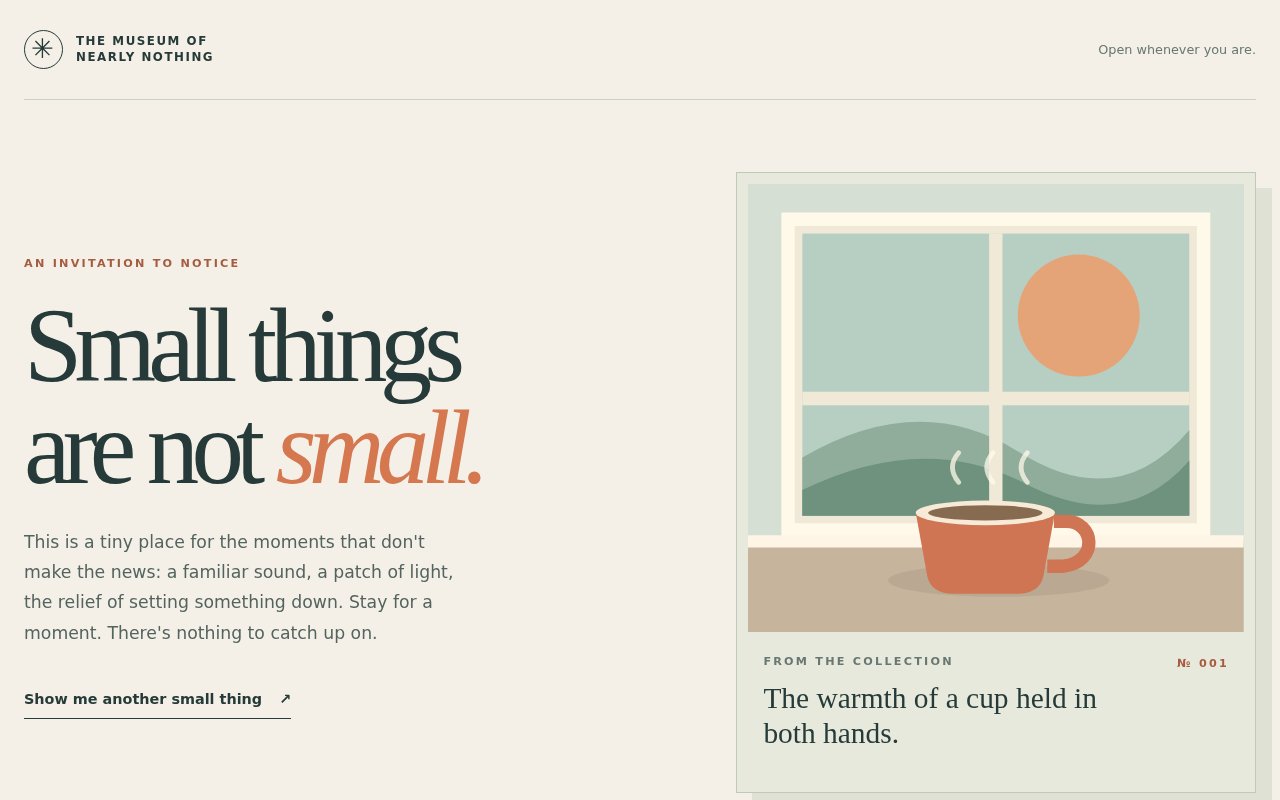 THE MUSEUM OF
NEARLY NOTHING
Open whenever you are.
AN INVITATION TO NOTICE
Small things
are not small.
This is a tiny place for the moments that don't
make the news: a familiar sound, a patch of light,
the relief of setting something down. Stay for a
moment. There's nothing to catch up on.
Show me another small thing ↗
FROM THE COLLECTION
№ 001
The warmth of a cup held in
both hands.